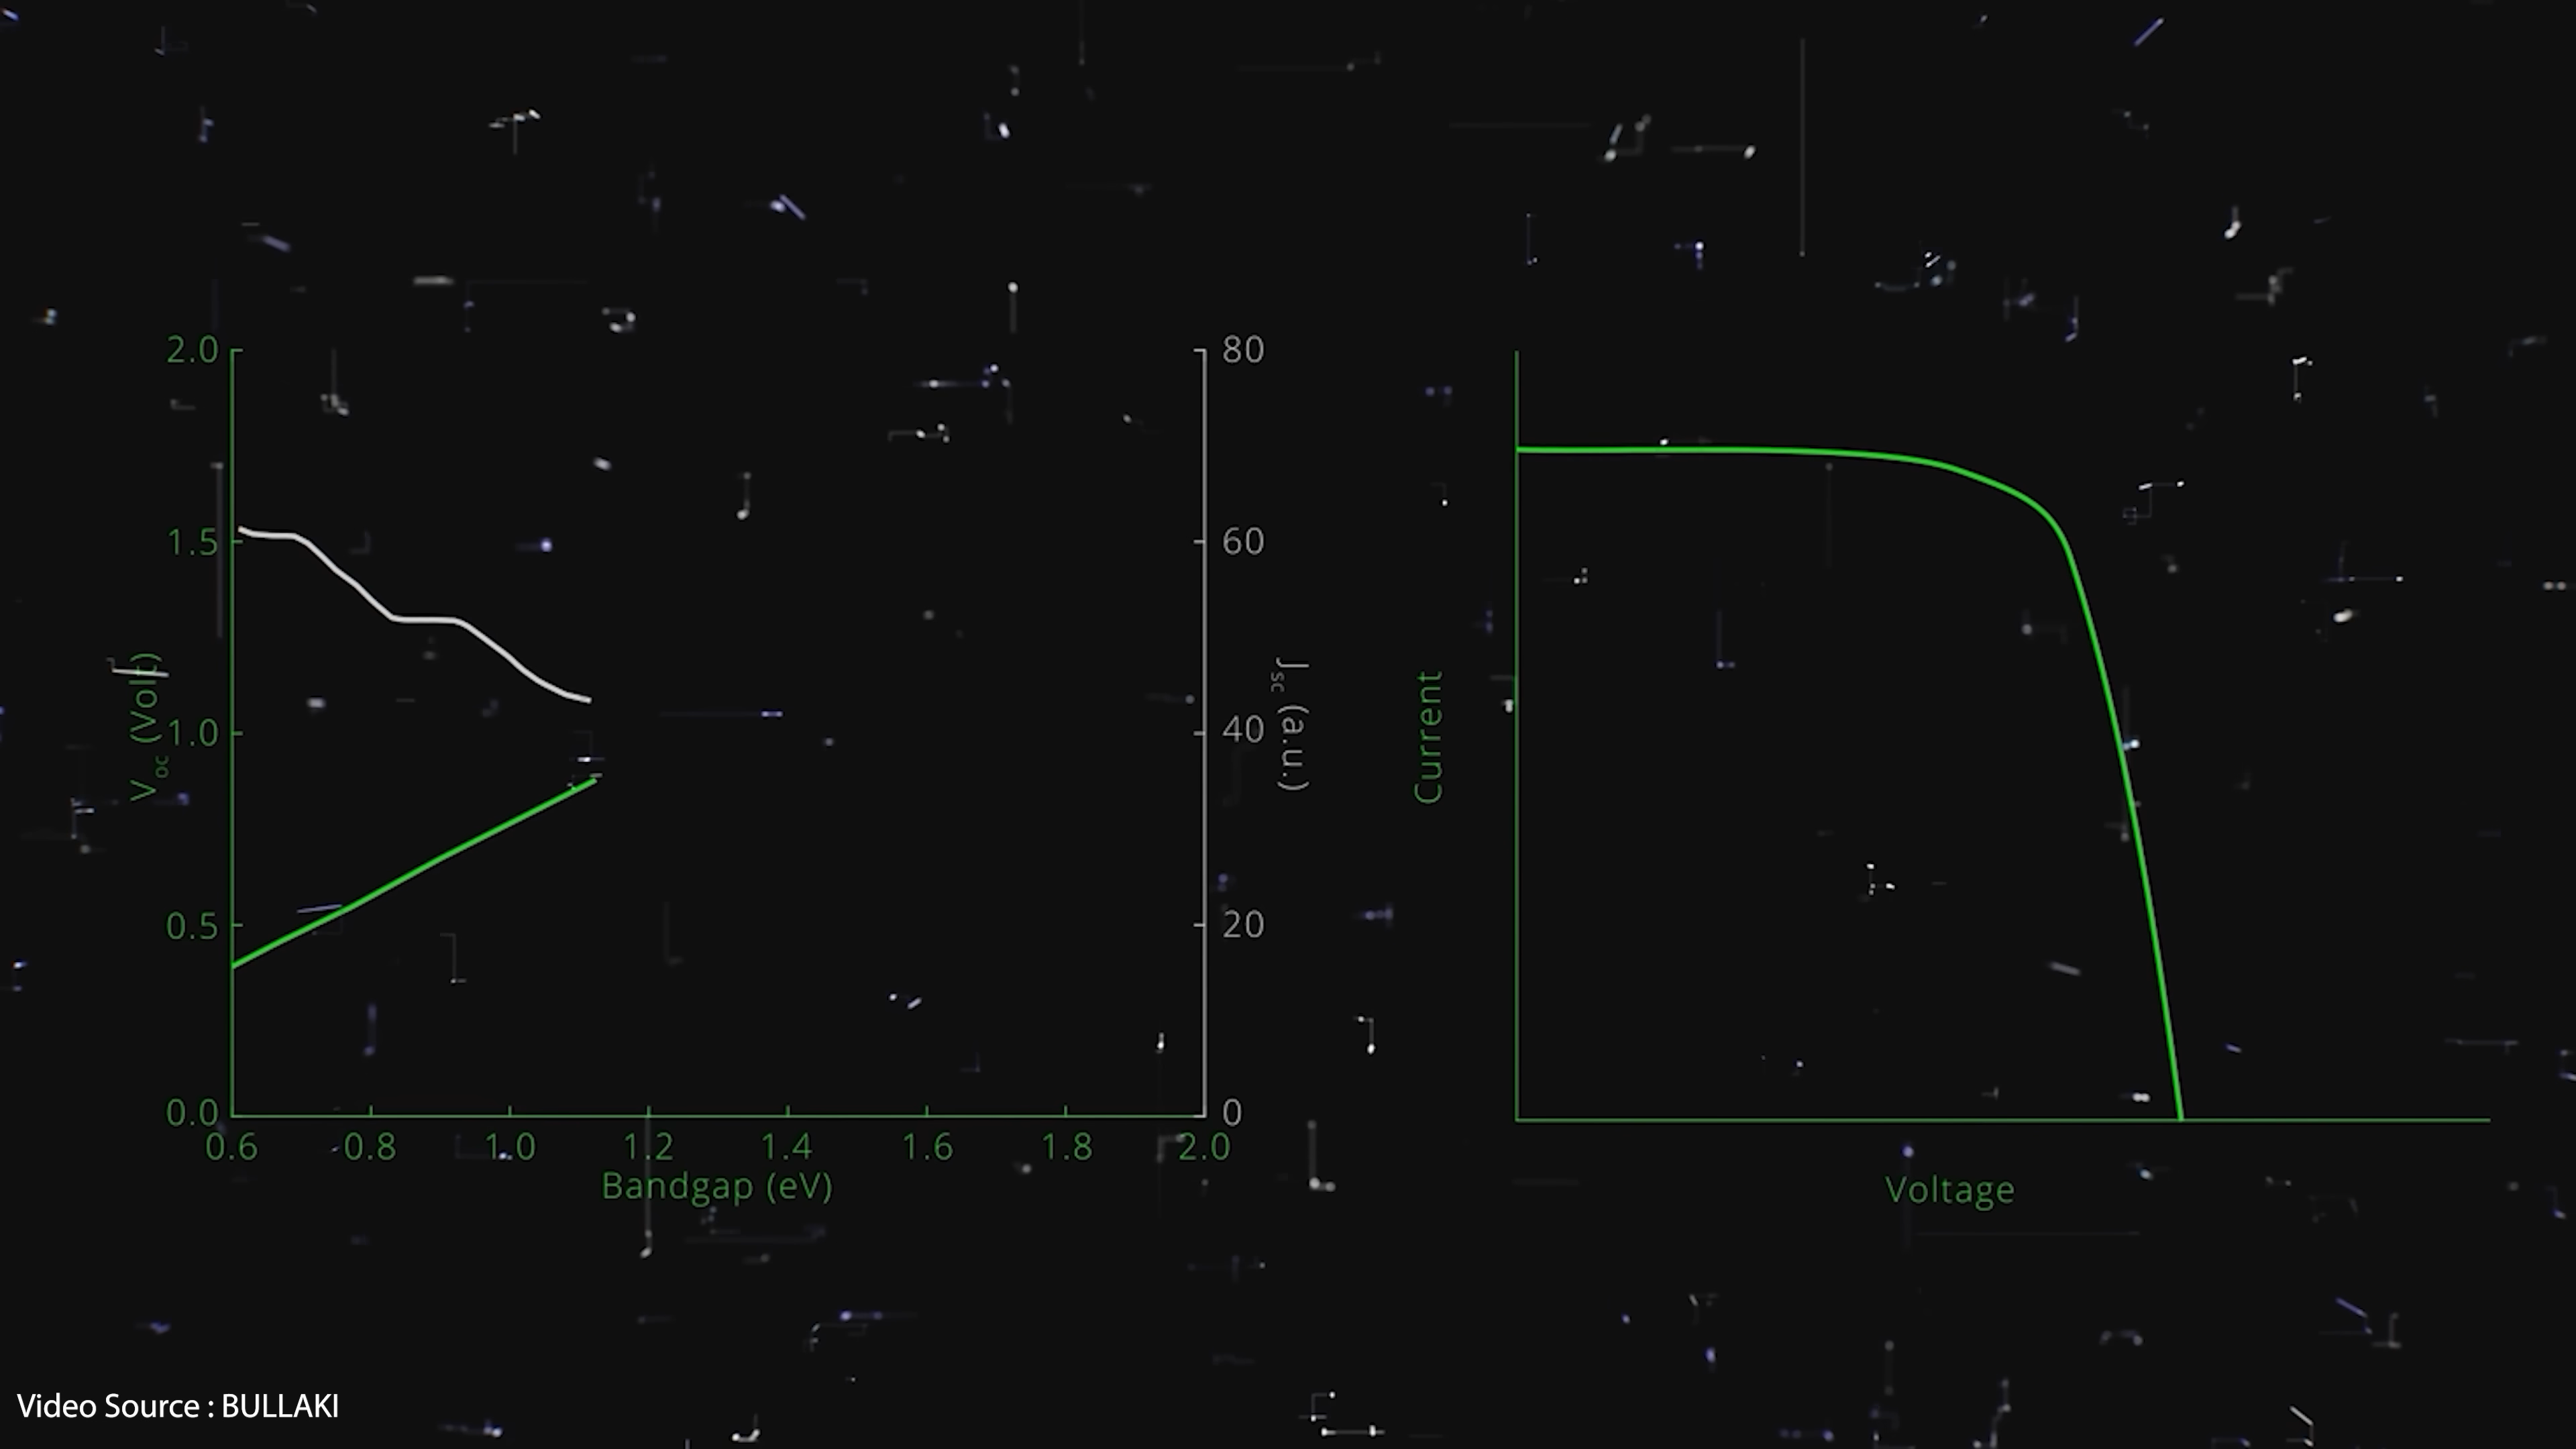 2.0
1.5
1.0
0.5
0.0
Voc (Volt)
0.6 0.8 1.0 1.2 1.4 1.6 1.8 2.0
Bandgap (eV)
80
60
40
20
0
Jsc (a.u.)
Current
Voltage
Video Source : BULLAKI